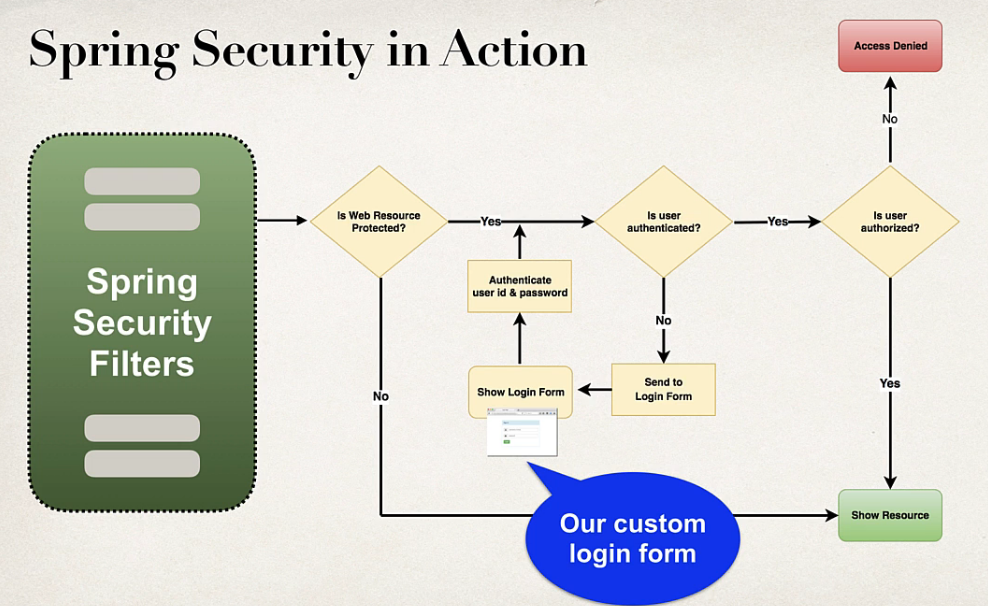 Spring Security in Action
Access Denied
No
Spring
Security
Filters
Is Web Resource
Protected?
Yes
Is user
authenticated?
Yes
Is user
authorized?
Authenticate
user id & password
No
Show Login Form
Send to
Login Form
No
Yes
Our custom
login form
Show Resource